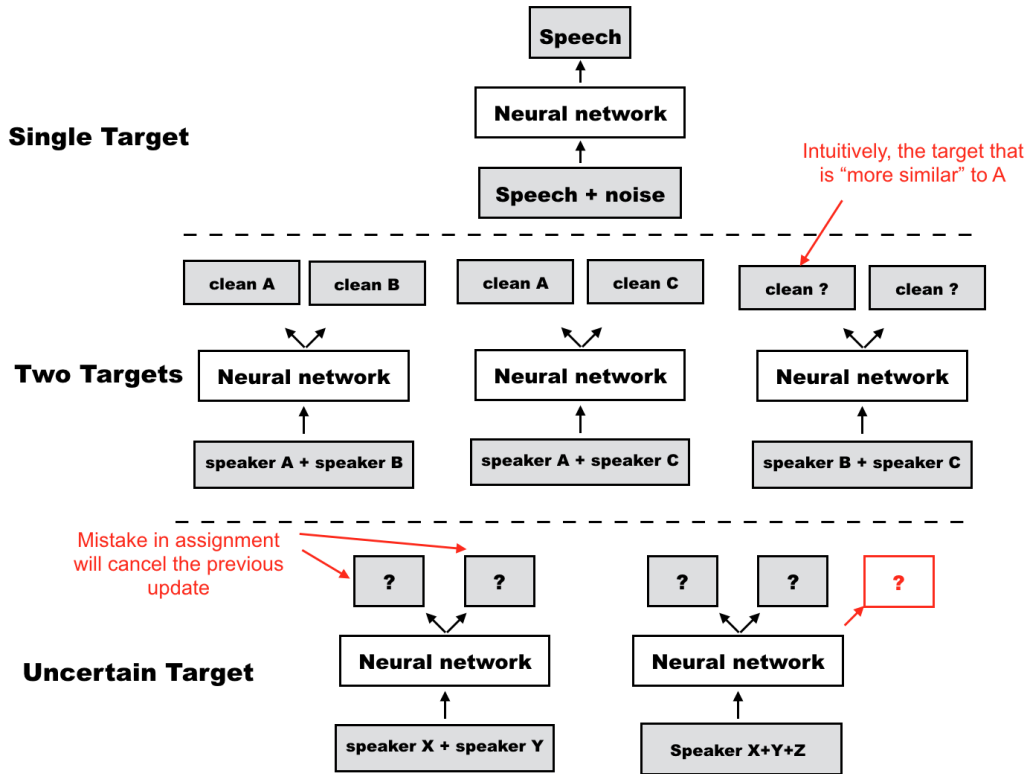 Speech
Neural network
Single Target
Speech + noise
Intuitively, the target that
is “more similar” to A
clean A
clean B
clean A
clean C
clean ?
clean ?
Two Targets
Neural network
Neural network
Neural network
speaker A + speaker B
speaker A + speaker C
speaker B + speaker C
Mistake in assignment
will cancel the previous
update
?
?
?
?
?
Uncertain Target
Neural network
Neural network
speaker X + speaker Y
Speaker X+Y+Z